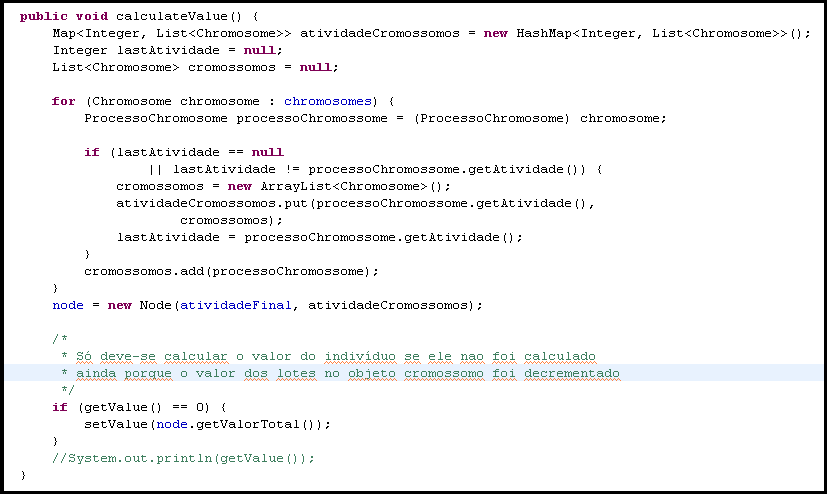 public void calculateValue() {
Map<Integer, List<Chromosome>> atividadeCromossomos = new HashMap<Integer, List<Chromosome>>();
Integer lastAtividade = null;
List<Chromosome> cromossomos = null;
for (Chromosome chromosome : chromosomes) {
ProcessoChromosome processoChromossome = (ProcessoChromosome) chromosome;
if (lastAtividade == null
|| lastAtividade != processoChromossome.getAtividade()) {
cromossomos = new ArrayList<Chromosome>();
atividadeCromossomos.put(processoChromossome.getAtividade(),
cromossomos);
lastAtividade = processoChromossome.getAtividade();
}
cromossomos.add(processoChromossome);
}
node = new Node(atividadeFinal, atividadeCromossomos);
/*
* Só deve-se calcular o valor do indivíduo se ele nao foi calculado
* ainda porque o valor dos lotes no objeto cromossomo foi decrementado
*/
if (getValue() == 0) {
setValue(node.getValorTotal());
}
//System.out.println(getValue());
}